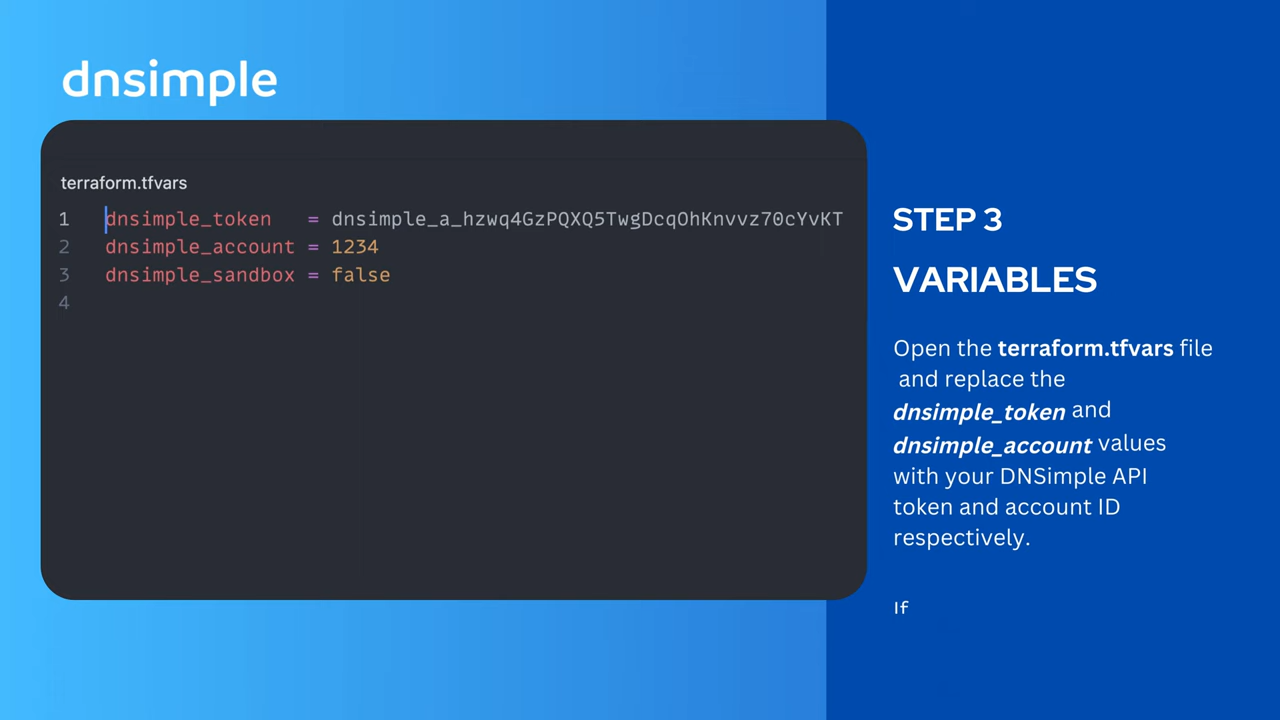 dnsimple
terraform.tfvars
1 dnsimple_token = dnsimple_a_hzwq4GzPQXQ5TwgDcqOhKnvvz70cYvKT
2 dnsimple_account = 1234
3 dnsimple_sandbox = false
4
STEP 3
VARIABLES
Open the terraform.tfvars file
and replace the
dnsimple_token and
dnsimple_account values
with your DNSimple API
token and account ID
respectively.
If